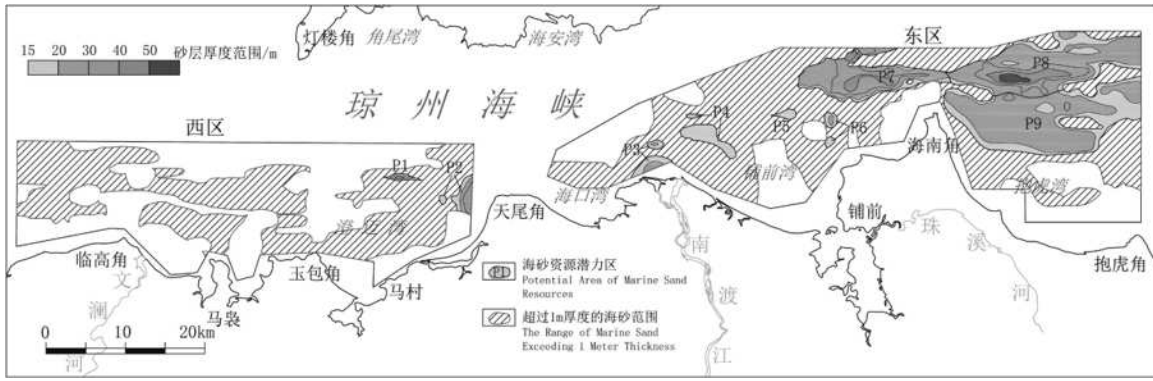 灯楼角
角尾湾
海安湾
15 20 30 40 50 砂层厚度范围/m
东区
琼州海峡
西区
P1
P2
P3
P4
P5
P6
P7
P8
P9
0
海口湾
铺前湾
海南角
澄迈湾
天尾角
临高角
玉包角
马村
马袅
铺前
抱虎角
文澜河
南渡江
珠溪河
P1
海砂资源潜力区
Potential Area of Marine Sand
Resources
超过1m厚度的海砂范围
The Range of Marine Sand
Exceeding 1 Meter Thickness
0 10 20km